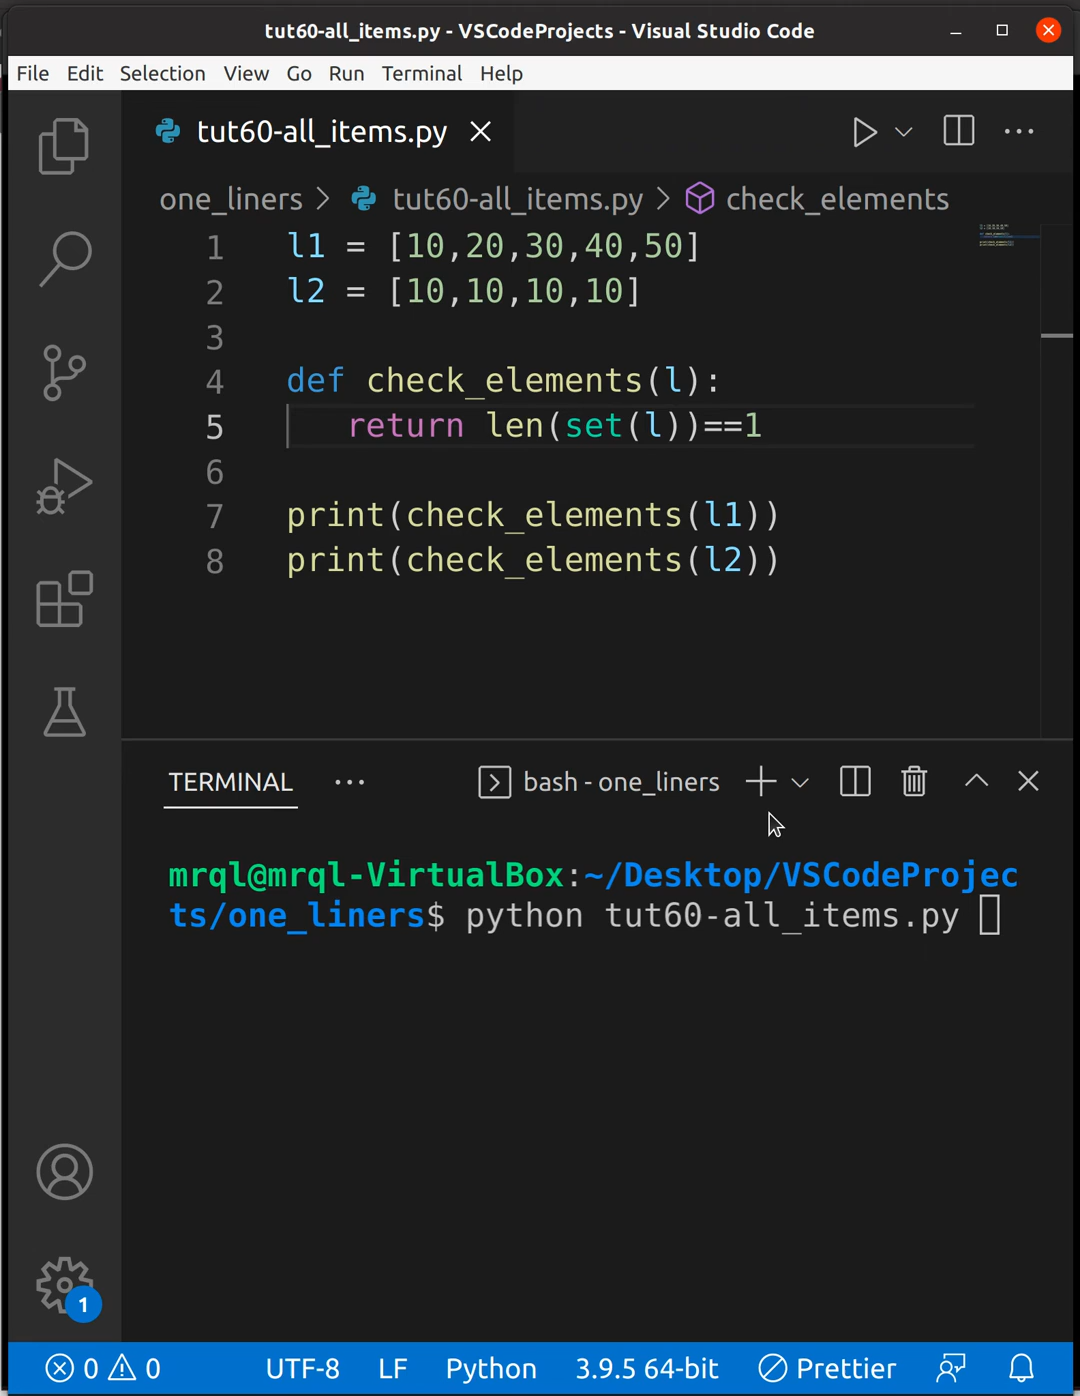 tut60-all_items.py - VSCodeProjects - Visual Studio Code
File Edit Selection View Go Run Terminal Help
tut60-all_items.py
one_liners > tut60-all_items.py > check_elements
1 l1 = [10,20,30,40,50]
2 l2 = [10,10,10,10]
3
4 def check_elements(l):
5 return len(set(l))==1
6
7 print(check_elements(l1))
8 print(check_elements(l2))
TERMINAL ··· bash - one_liners
mrql@mrql-VirtualBox:~/Desktop/VSCodeProjec
ts/one_liners$ python tut60-all_items.py
1
0 0 UTF-8 LF Python 3.9.5 64-bit Prettier